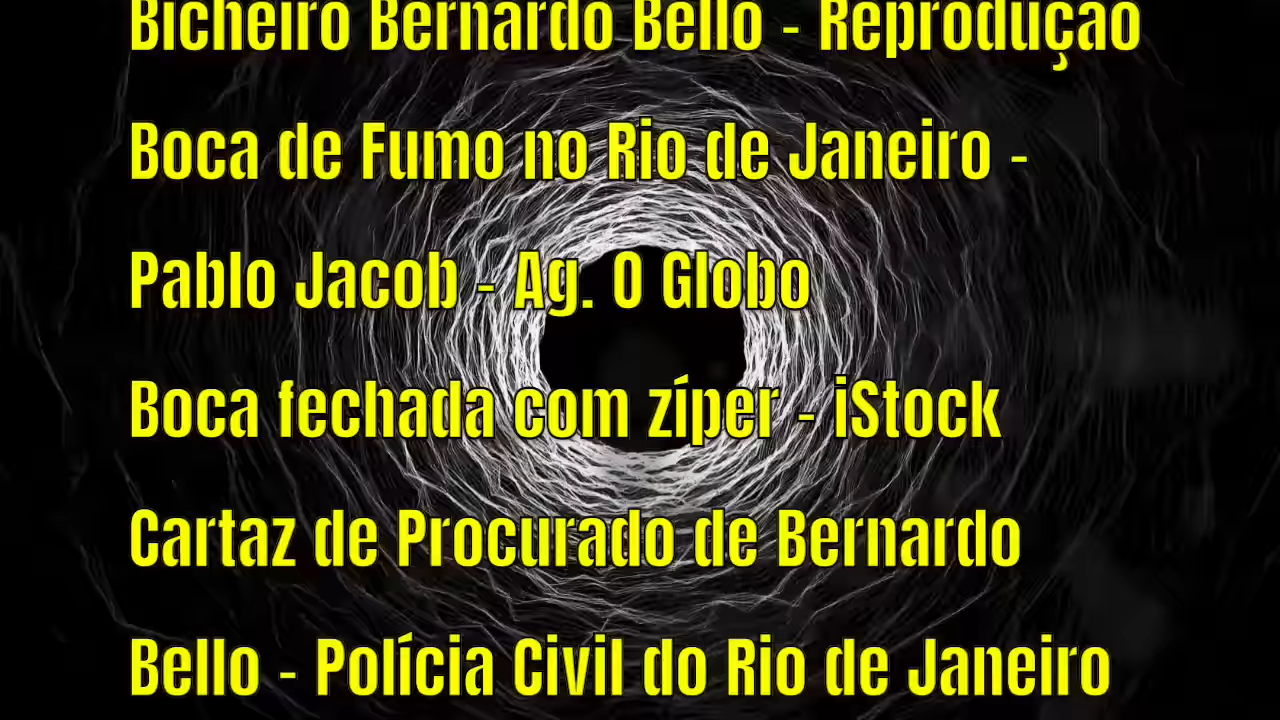 Bicheiro Bernardo Bello - Reprodução
Boca de Fumo no Rio de Janeiro -
Pablo Jacob - Ag. O Globo
Boca fechada com zíper - iStock
Cartaz de Procurado de Bernardo
Bello - Polícia Civil do Rio de Janeiro